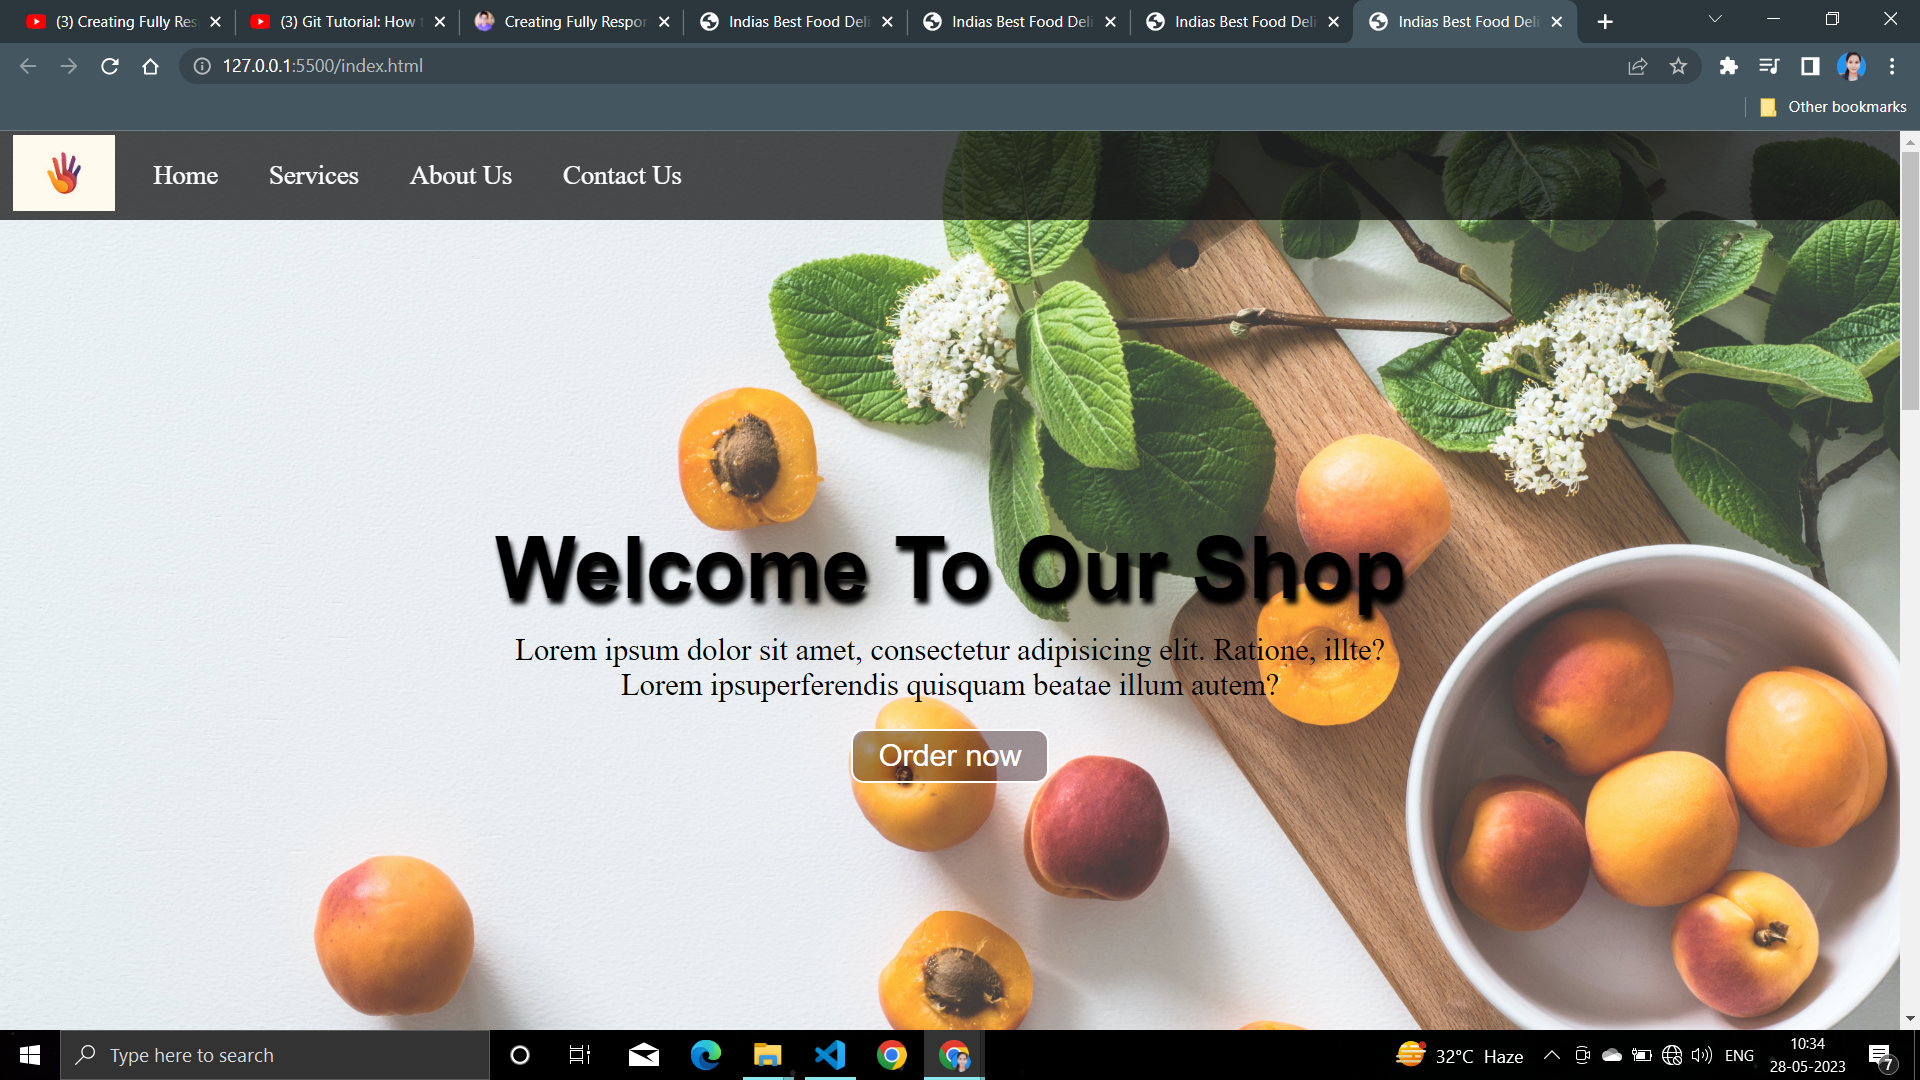 (3) Creating Fully Res
(3) Git Tutorial: How
Creating Fully Respon
Indias Best Food Deli
Indias Best Food Deli
Indias Best Food Deli
Indias Best Food Deli
127.0.0.1:5500/index.html
Other bookmarks
Home
Services
About Us
Contact Us
Welcome To Our Shop
Lorem ipsum dolor sit amet, consectetur adipisicing elit. Ratione, illte?
Lorem ipsuperferendis quisquam beatae illum autem?
Order now
Type here to search
32°C Haze
ENG
10:34
28-05-2023
7